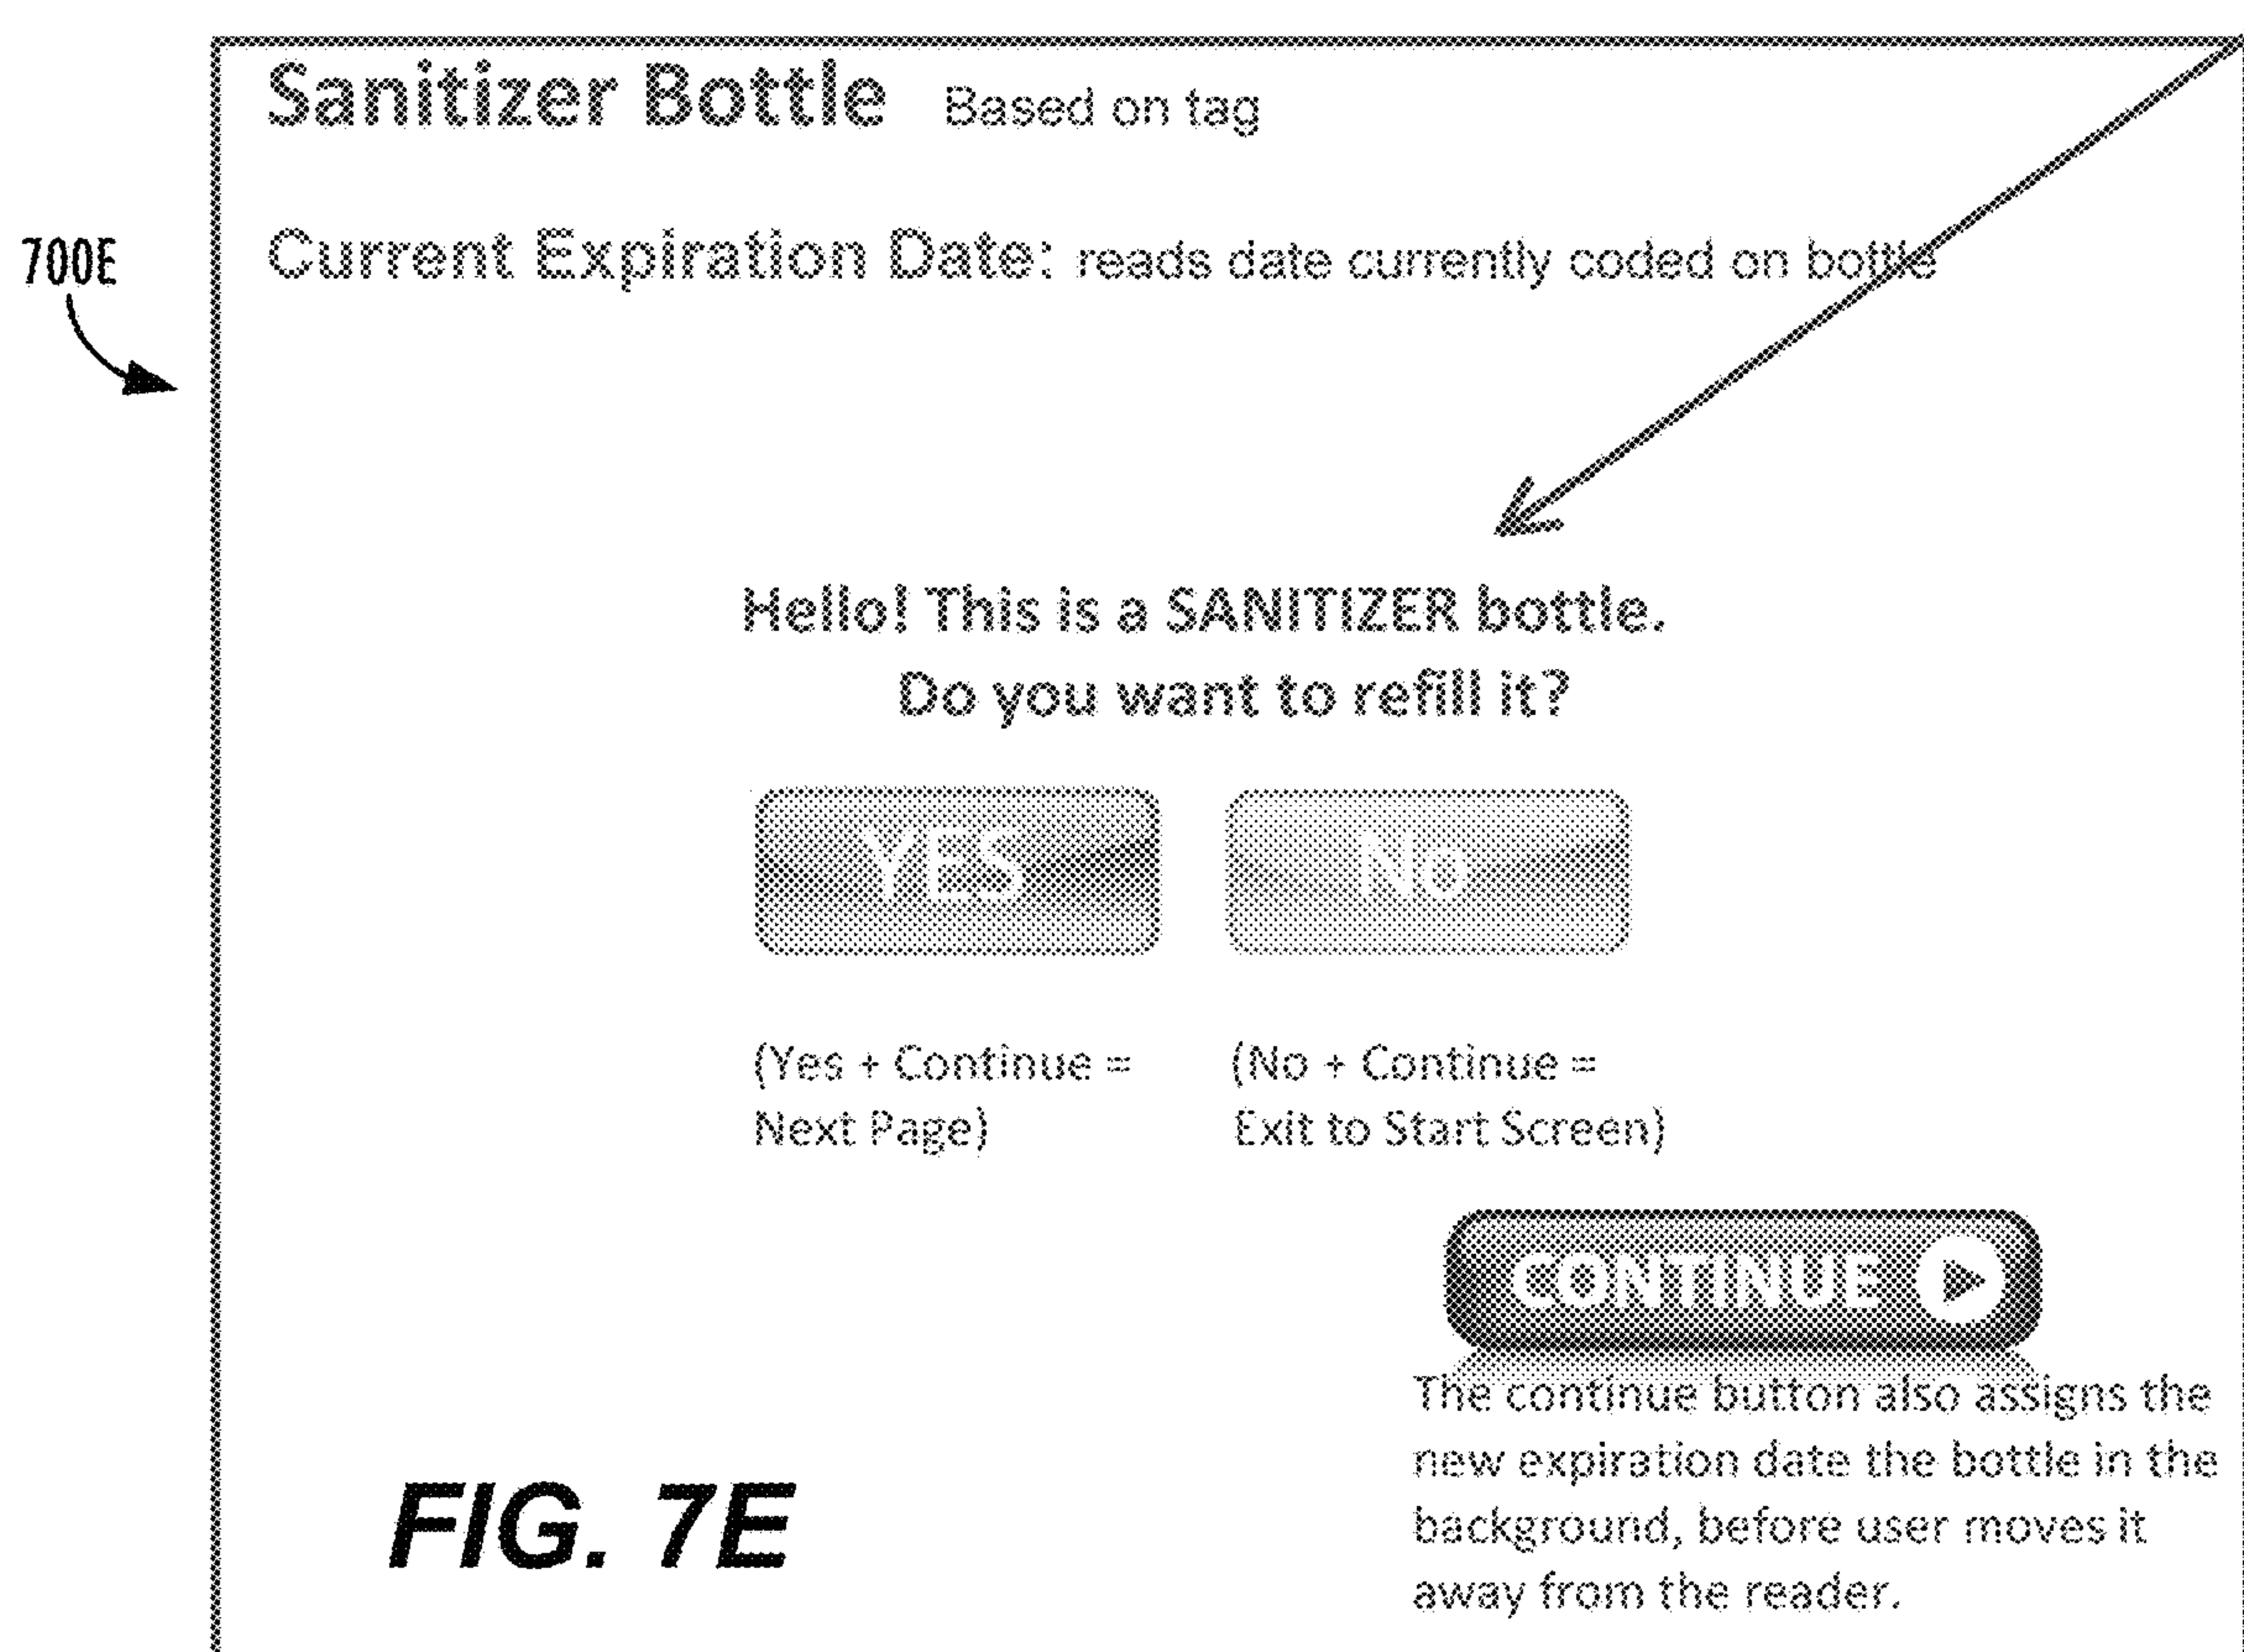 Sanitizer Bottle Based on tag
700E
Current Expiration Date: reads date currently coded on bottle
Hello! This is a SANITIZER bottle.
Do you want to refill it?
YES No
(Yes + Continue =
Next Page)
(No + Continue =
Exit to Start Screen)
CONTINUE
The continue button also assigns the
new expiration date the bottle in the
background, before user moves it
away from the reader.
FIG. 7E